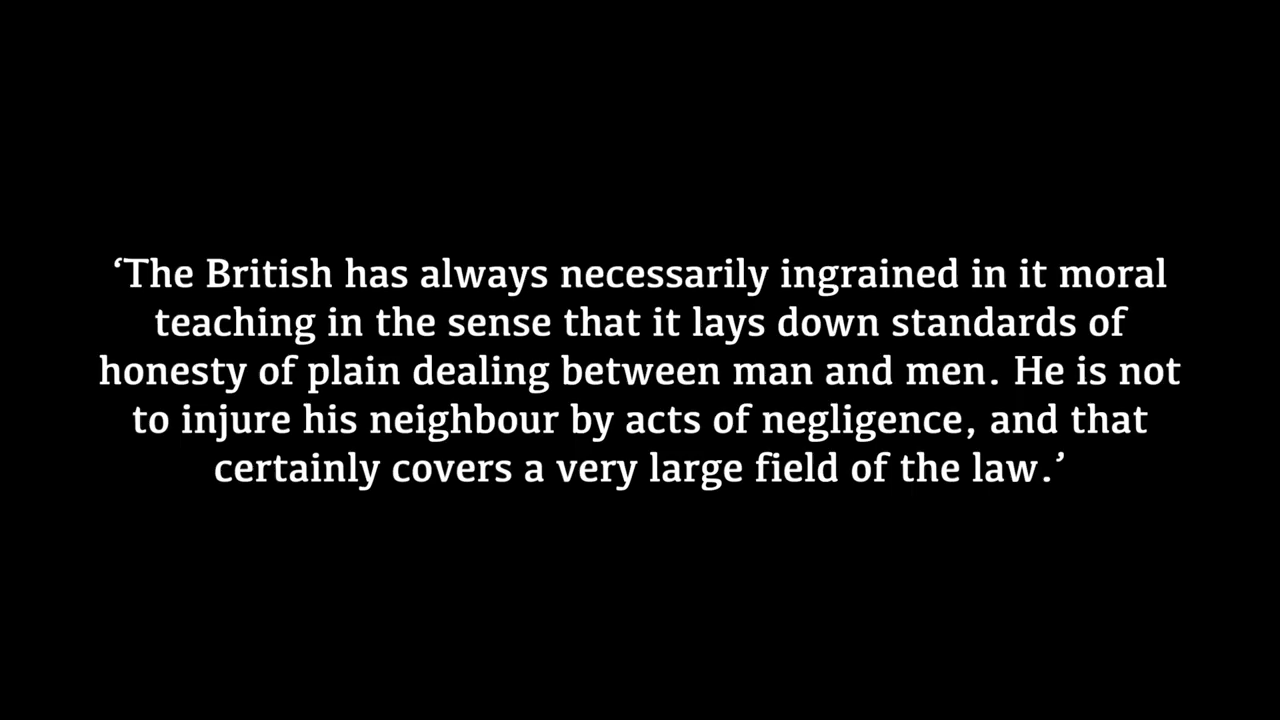 ‘The British has always necessarily ingrained in it moral
teaching in the sense that it lays down standards of
honesty of plain dealing between man and men. He is not
to injure his neighbour by acts of negligence, and that
certainly covers a very large field of the law.’